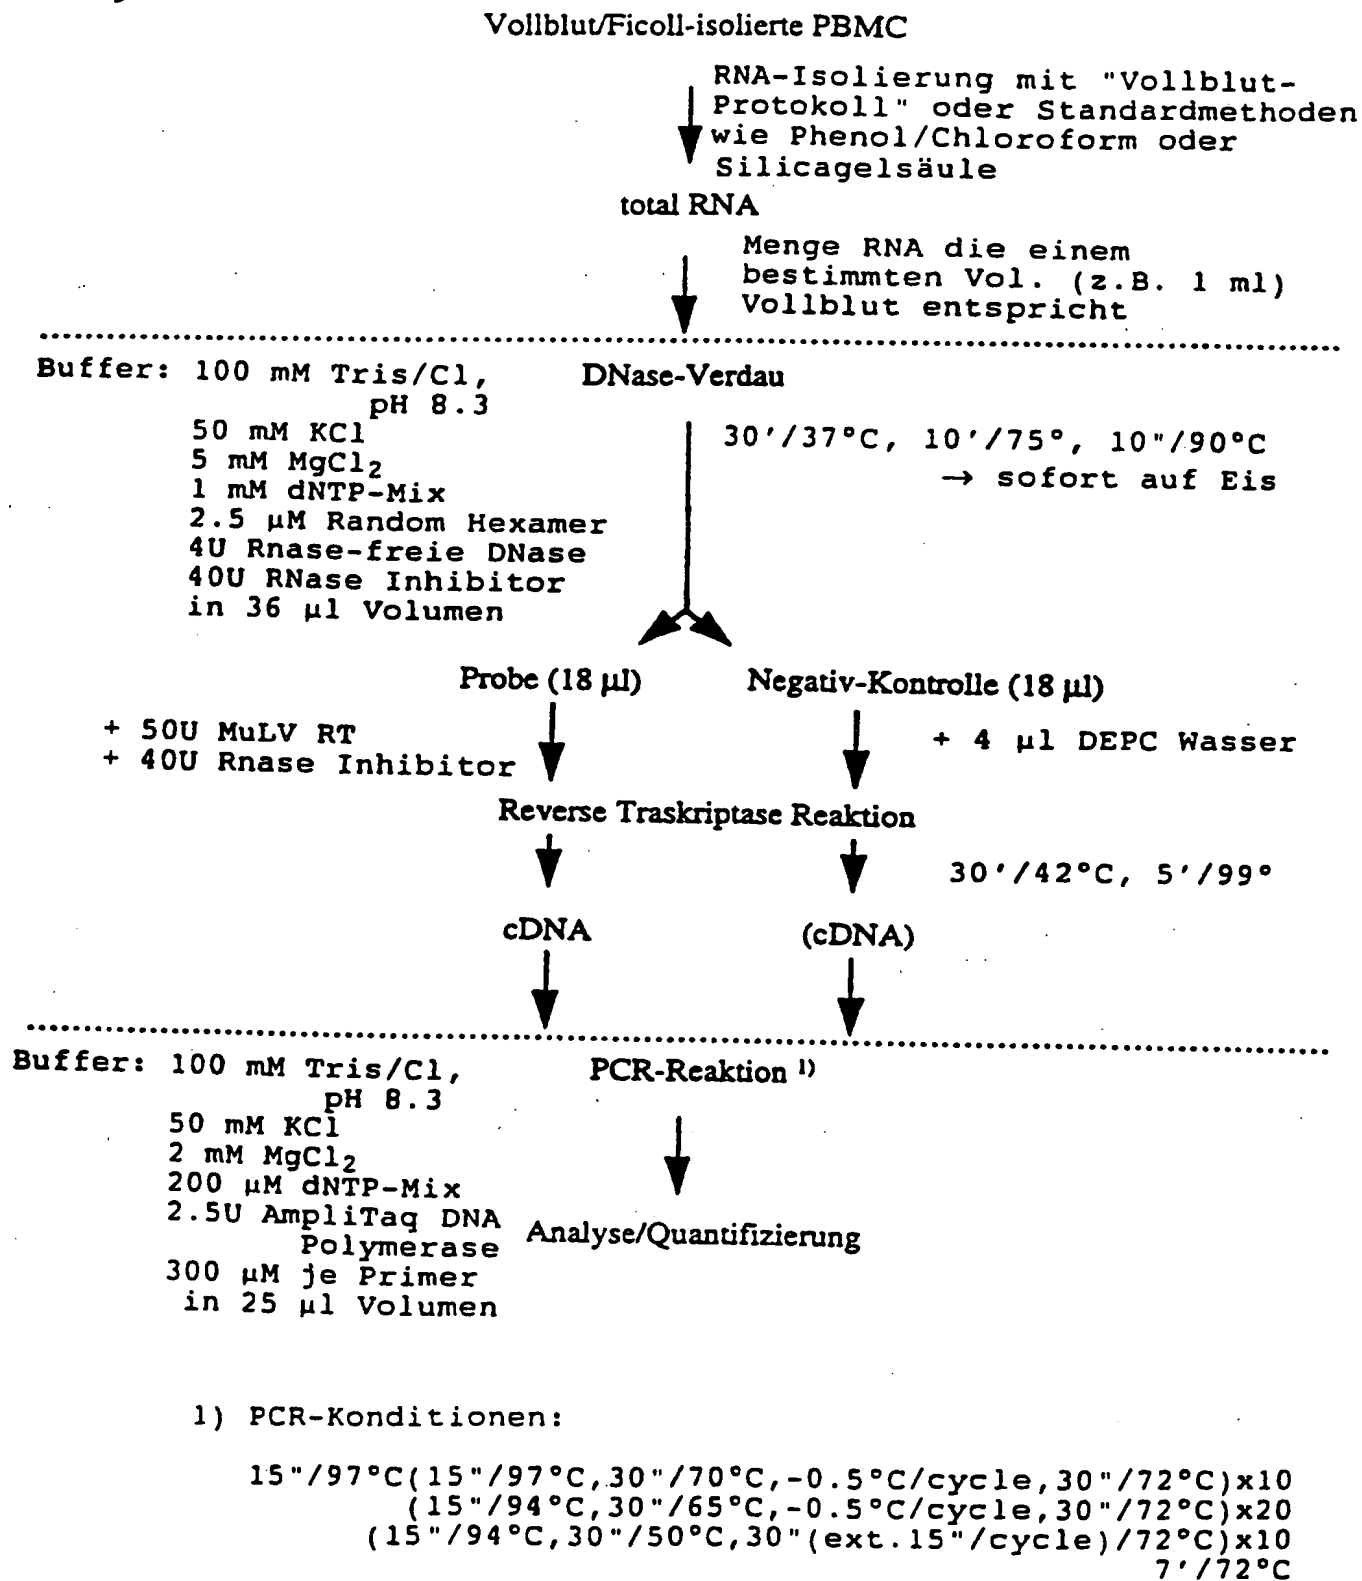 Vollblut/Ficoll-isolierte PBMC
RNA-Isolierung mit "Vollblut-
Protokoll" oder Standardmethoden
wie Phenol/Chloroform oder
Silicagelsäule
total RNA
Menge RNA die einem
bestimmten Vol. (z.B. 1 ml)
Vollblut entspricht
Buffer: 100 mM Tris/Cl,
pH 8.3
50 mM KCl
5 mM MgCl₂
1 mM dNTP-Mix
2.5 µM Random Hexamer
4U Rnase-freie DNase
40U RNase Inhibitor
in 36 µl Volumen
DNase-Verdau
30'/37°C, 10'/75°, 10"/90°C
→ sofort auf Eis
Probe (18 µl)
Negativ-Kontrolle (18 µl)
+ 50U MuLV RT
+ 40U Rnase Inhibitor
+ 4 µl DEPC Wasser
Reverse Traskriptase Reaktion
30'/42°C, 5'/99°
cDNA
(cDNA)
Buffer: 100 mM Tris/Cl,
pH 8.3
50 mM KCl
2 mM MgCl₂
200 µM dNTP-Mix
2.5U AmpliTaq DNA
Polymerase
300 µM je Primer
in 25 µl Volumen
PCR-Reaktion 1)
Analyse/Quantifizierung
1) PCR-Konditionen:
15"/97°C(15"/97°C,30"/70°C,-0.5°C/cycle,30"/72°C)x10
(15"/94°C,30"/65°C,-0.5°C/cycle,30"/72°C)x20
(15"/94°C,30"/50°C,30"(ext.15"/cycle)/72°C)x10
7'/72°C